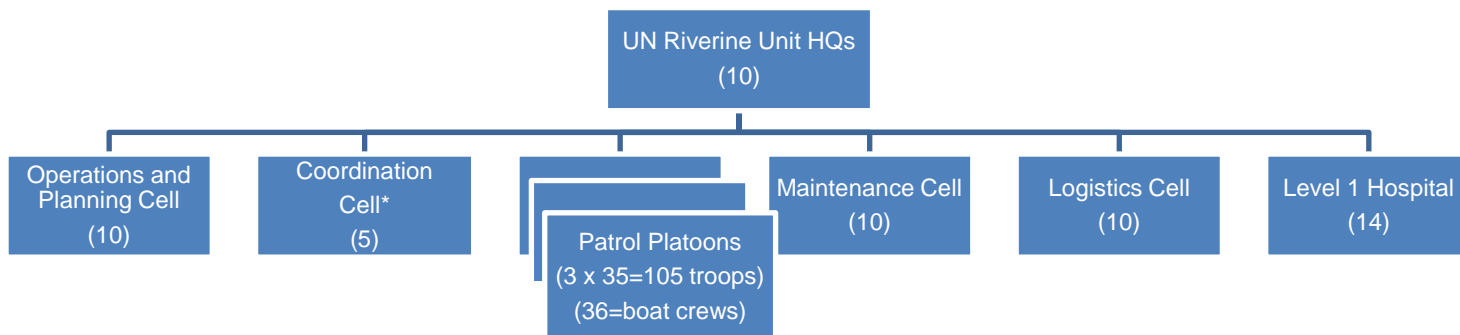 UN Riverine Unit HQs
(10)
Operations and
Planning Cell
(10)
Coordination
Cell*
(5)
Patrol Platoons
(3 x 35=105 troops)
(36=boat crews)
Maintenance Cell
(10)
Logistics Cell
(10)
Level 1 Hospital
(14)